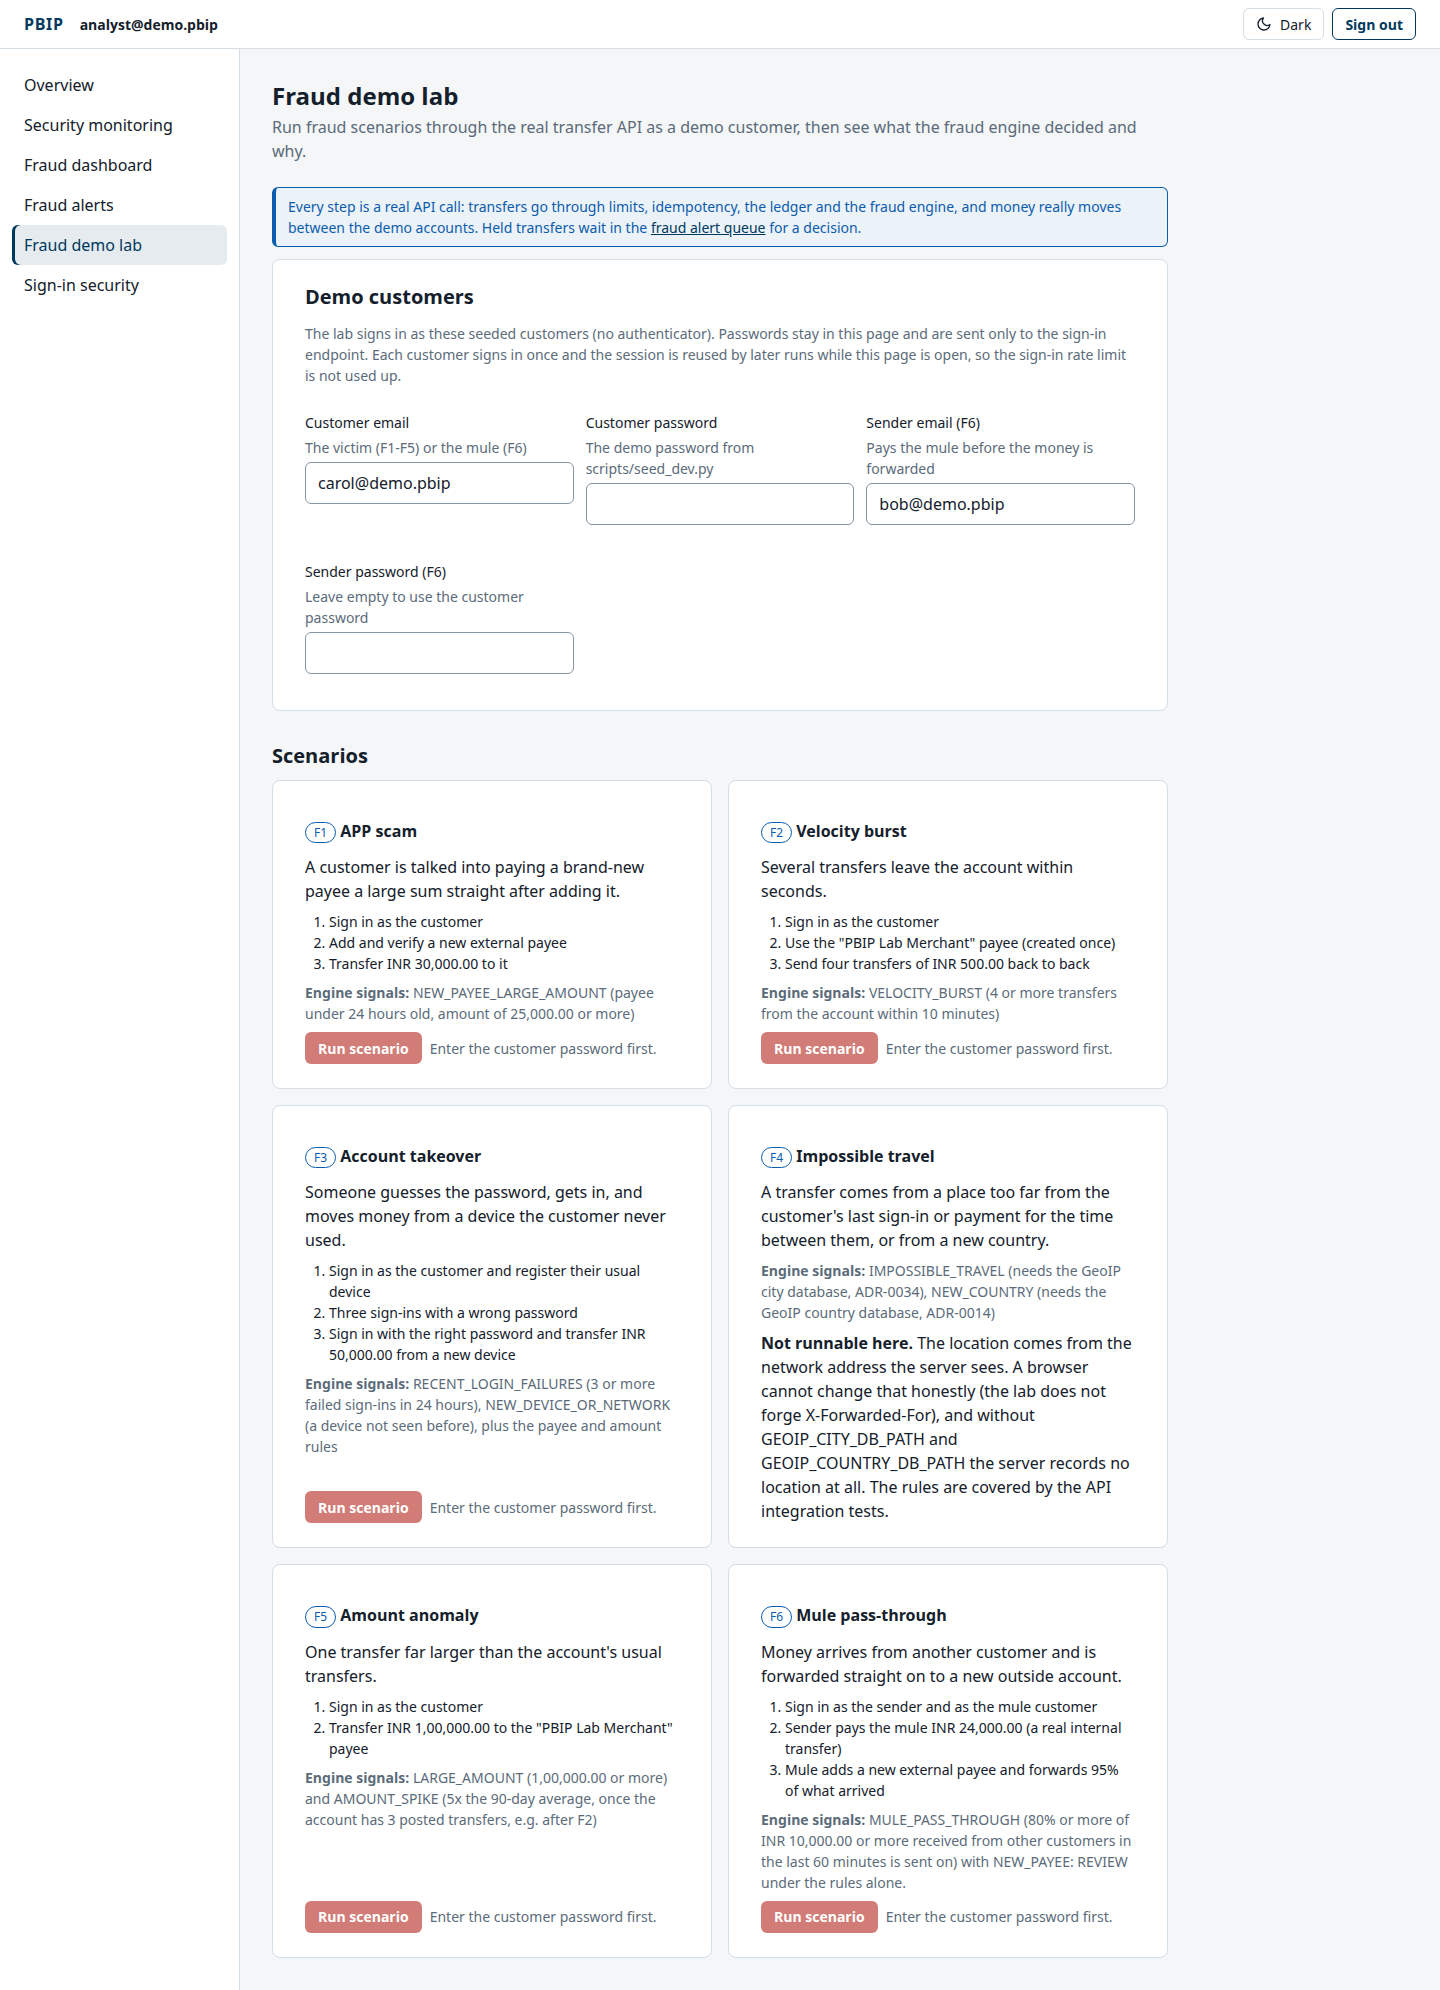 PBIP analyst@demo.pbip Dark Sign out
Overview
Security monitoring
Fraud dashboard
Fraud alerts
Fraud demo lab
Sign-in security
Fraud demo lab
Run fraud scenarios through the real transfer API as a demo customer, then see what the fraud engine decided and
why.
Every step is a real API call: transfers go through limits, idempotency, the ledger and the fraud engine, and money really moves
between the demo accounts. Held transfers wait in the fraud alert queue for a decision.
Demo customers
The lab signs in as these seeded customers (no authenticator). Passwords stay in this page and are sent only to the sign-in
endpoint. Each customer signs in once and the session is reused by later runs while this page is open, so the sign-in rate limit
is not used up.
Customer email
The victim (F1-F5) or the mule (F6)
carol@demo.pbip
Customer password
The demo password from
scripts/seed_dev.py
Sender email (F6)
Pays the mule before the money is
forwarded
bob@demo.pbip
Sender password (F6)
Leave empty to use the customer
password
Scenarios
F1 APP scam
A customer is talked into paying a brand-new
payee a large sum straight after adding it.
1. Sign in as the customer
2. Add and verify a new external payee
3. Transfer INR 30,000.00 to it
Engine signals: NEW_PAYEE_LARGE_AMOUNT (payee
under 24 hours old, amount of 25,000.00 or more)
Run scenario Enter the customer password first.
F2 Velocity burst
Several transfers leave the account within
seconds.
1. Sign in as the customer
2. Use the "PBIP Lab Merchant" payee (created once)
3. Send four transfers of INR 500.00 back to back
Engine signals: VELOCITY_BURST (4 or more transfers
from the account within 10 minutes)
Run scenario Enter the customer password first.
F3 Account takeover
Someone guesses the password, gets in, and
moves money from a device the customer never
used.
1. Sign in as the customer and register their usual
device
2. Three sign-ins with a wrong password
3. Sign in with the right password and transfer INR
50,000.00 from a new device
Engine signals: RECENT_LOGIN_FAILURES (3 or more
failed sign-ins in 24 hours), NEW_DEVICE_OR_NETWORK
(a device not seen before), plus the payee and amount
rules
Run scenario Enter the customer password first.
F4 Impossible travel
A transfer comes from a place too far from the
customer's last sign-in or payment for the time
between them, or from a new country.
Engine signals: IMPOSSIBLE_TRAVEL (needs the GeoIP
city database, ADR-0034), NEW_COUNTRY (needs the
GeoIP country database, ADR-0014)
Not runnable here. The location comes from the
network address the server sees. A browser
cannot change that honestly (the lab does not
forge X-Forwarded-For), and without
GEOIP_CITY_DB_PATH and
GEOIP_COUNTRY_DB_PATH the server records no
location at all. The rules are covered by the API
integration tests.
F5 Amount anomaly
One transfer far larger than the account's usual
transfers.
1. Sign in as the customer
2. Transfer INR 1,00,000.00 to the "PBIP Lab Merchant"
payee
Engine signals: LARGE_AMOUNT (1,00,000.00 or more)
and AMOUNT_SPIKE (5x the 90-day average, once the
account has 3 posted transfers, e.g. after F2)
Run scenario Enter the customer password first.
F6 Mule pass-through
Money arrives from another customer and is
forwarded straight on to a new outside account.
1. Sign in as the sender and as the mule customer
2. Sender pays the mule INR 24,000.00 (a real internal
transfer)
3. Mule adds a new external payee and forwards 95%
of what arrived
Engine signals: MULE_PASS_THROUGH (80% or more of
INR 10,000.00 or more received from other customers in
the last 60 minutes is sent on) with NEW_PAYEE: REVIEW
under the rules alone.
Run scenario Enter the customer password first.